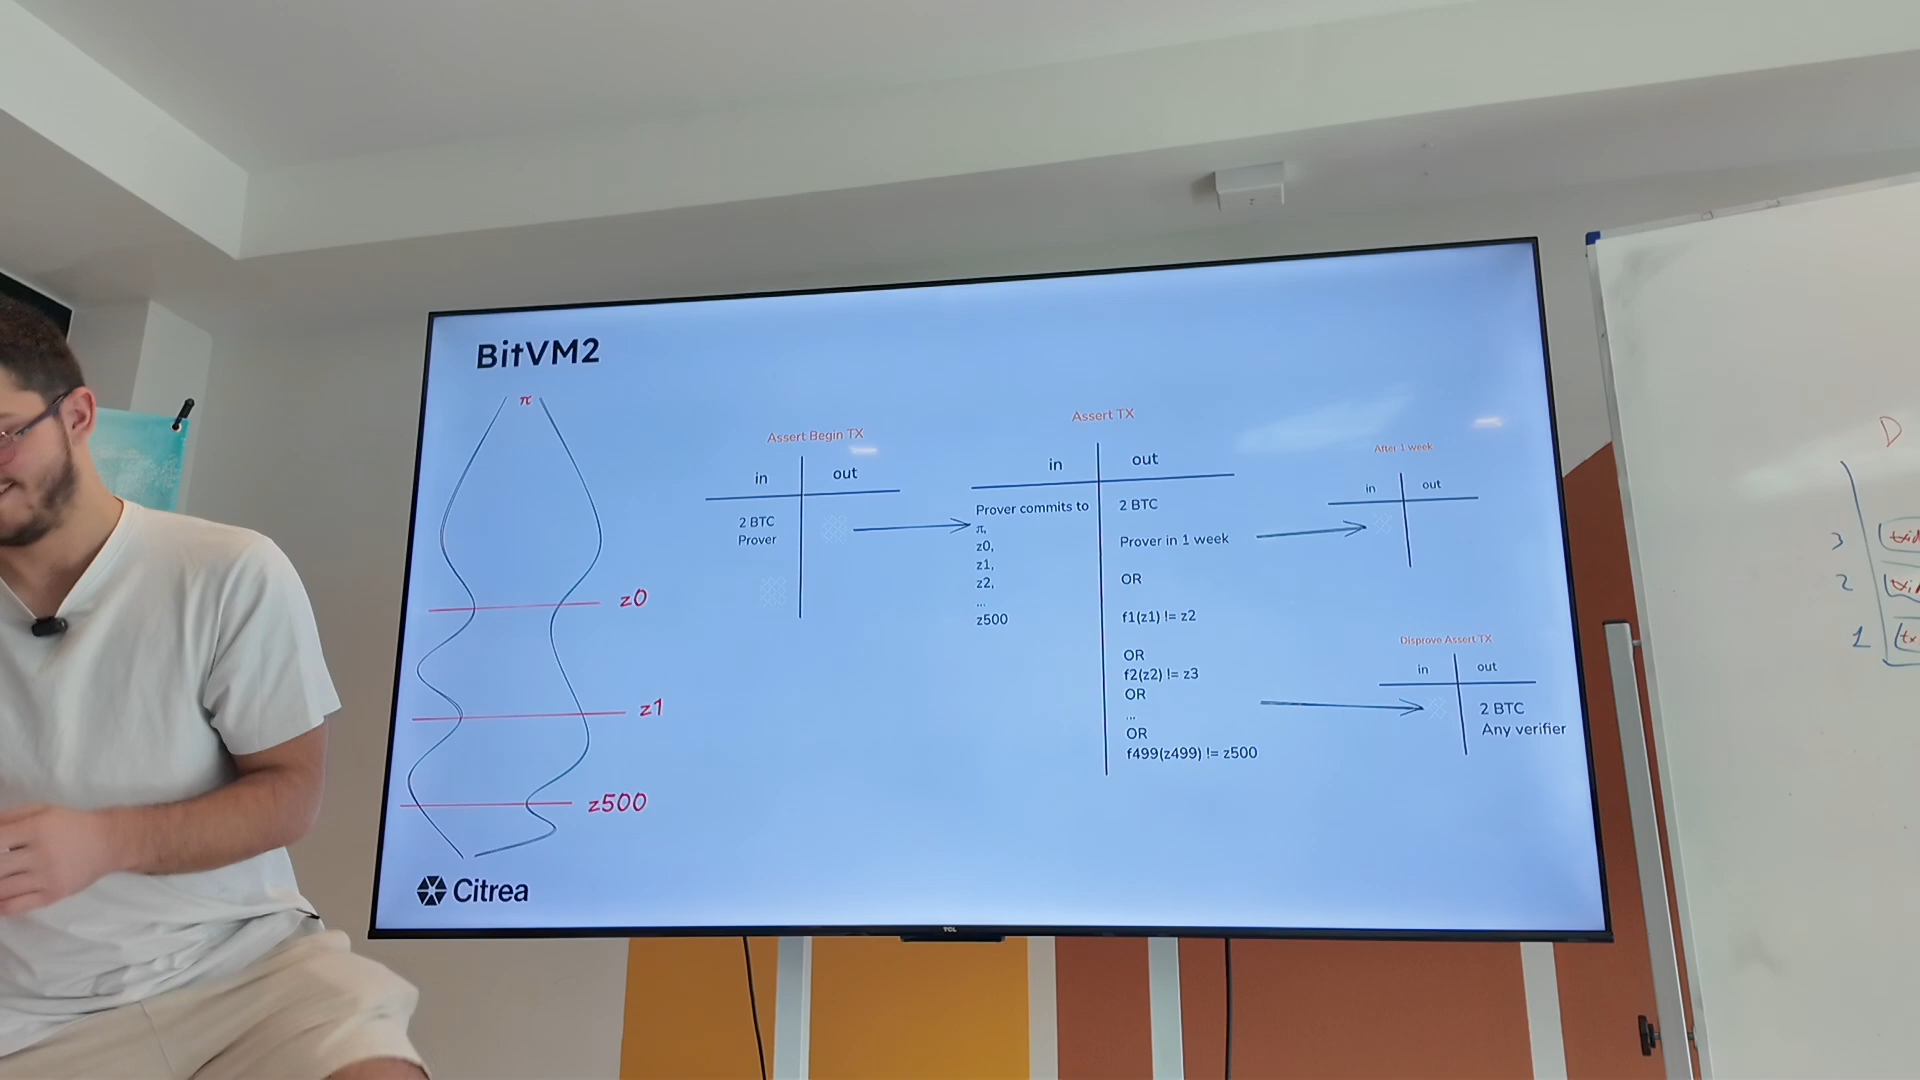 BitVM2
π
z0
z1
z500
Citrea
Assert Begin TX
in out
2 BTC
Prover
Assert TX
in out
Prover commits to
π,
z0,
z1,
z2,
...
z500
2 BTC
Prover in 1 week
OR
f1(z1) != z2
OR
f2(z2) != z3
OR
...
OR
f499(z499) != z500
After 1 week
in out
Disprove Assert TX
in out
2 BTC
Any verifier
TCL
D
3
2
1